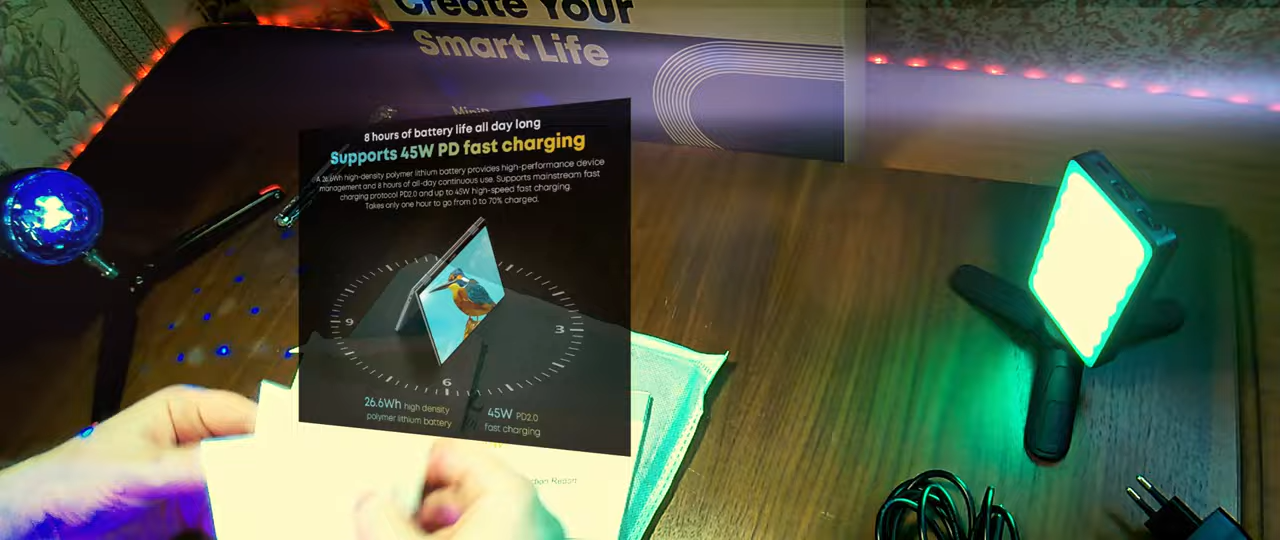 Create Your
Smart Life
8 hours of battery life all day long
Supports 45W PD fast charging
A 26.6Wh high-density polymer lithium battery provides high-performance device
management and 8 hours of all-day continuous use. Supports mainstream fast
charging protocol PD2.0 and up to 45W high-speed fast charging.
Takes only one hour to go from 0 to 70% charged.
9
3
6
26.6Wh high density
polymer lithium battery
45W PD2.0
fast charging
Report